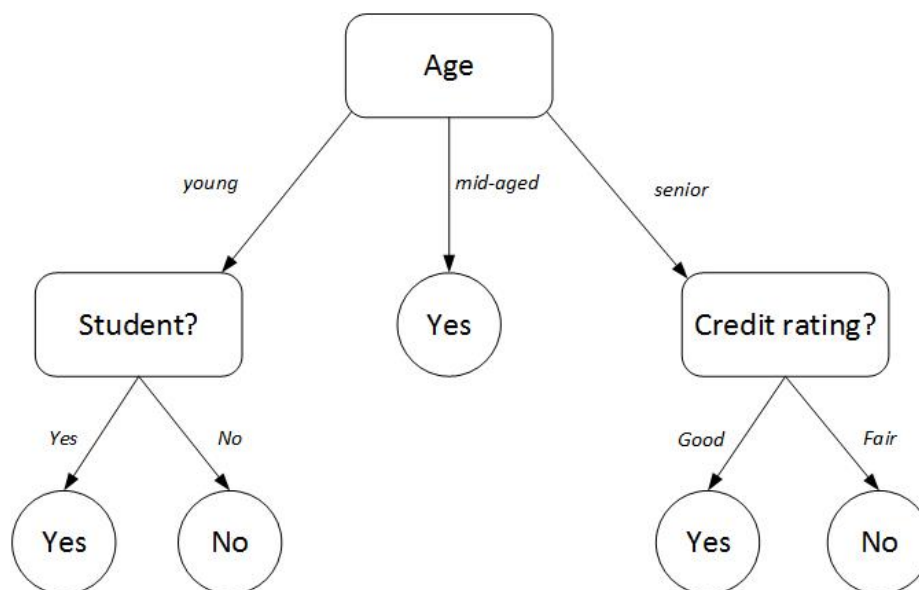 Age
young
mid-aged
senior
Student?
Yes
Credit rating?
Yes
No
Good
Fair
Yes
No
Yes
No